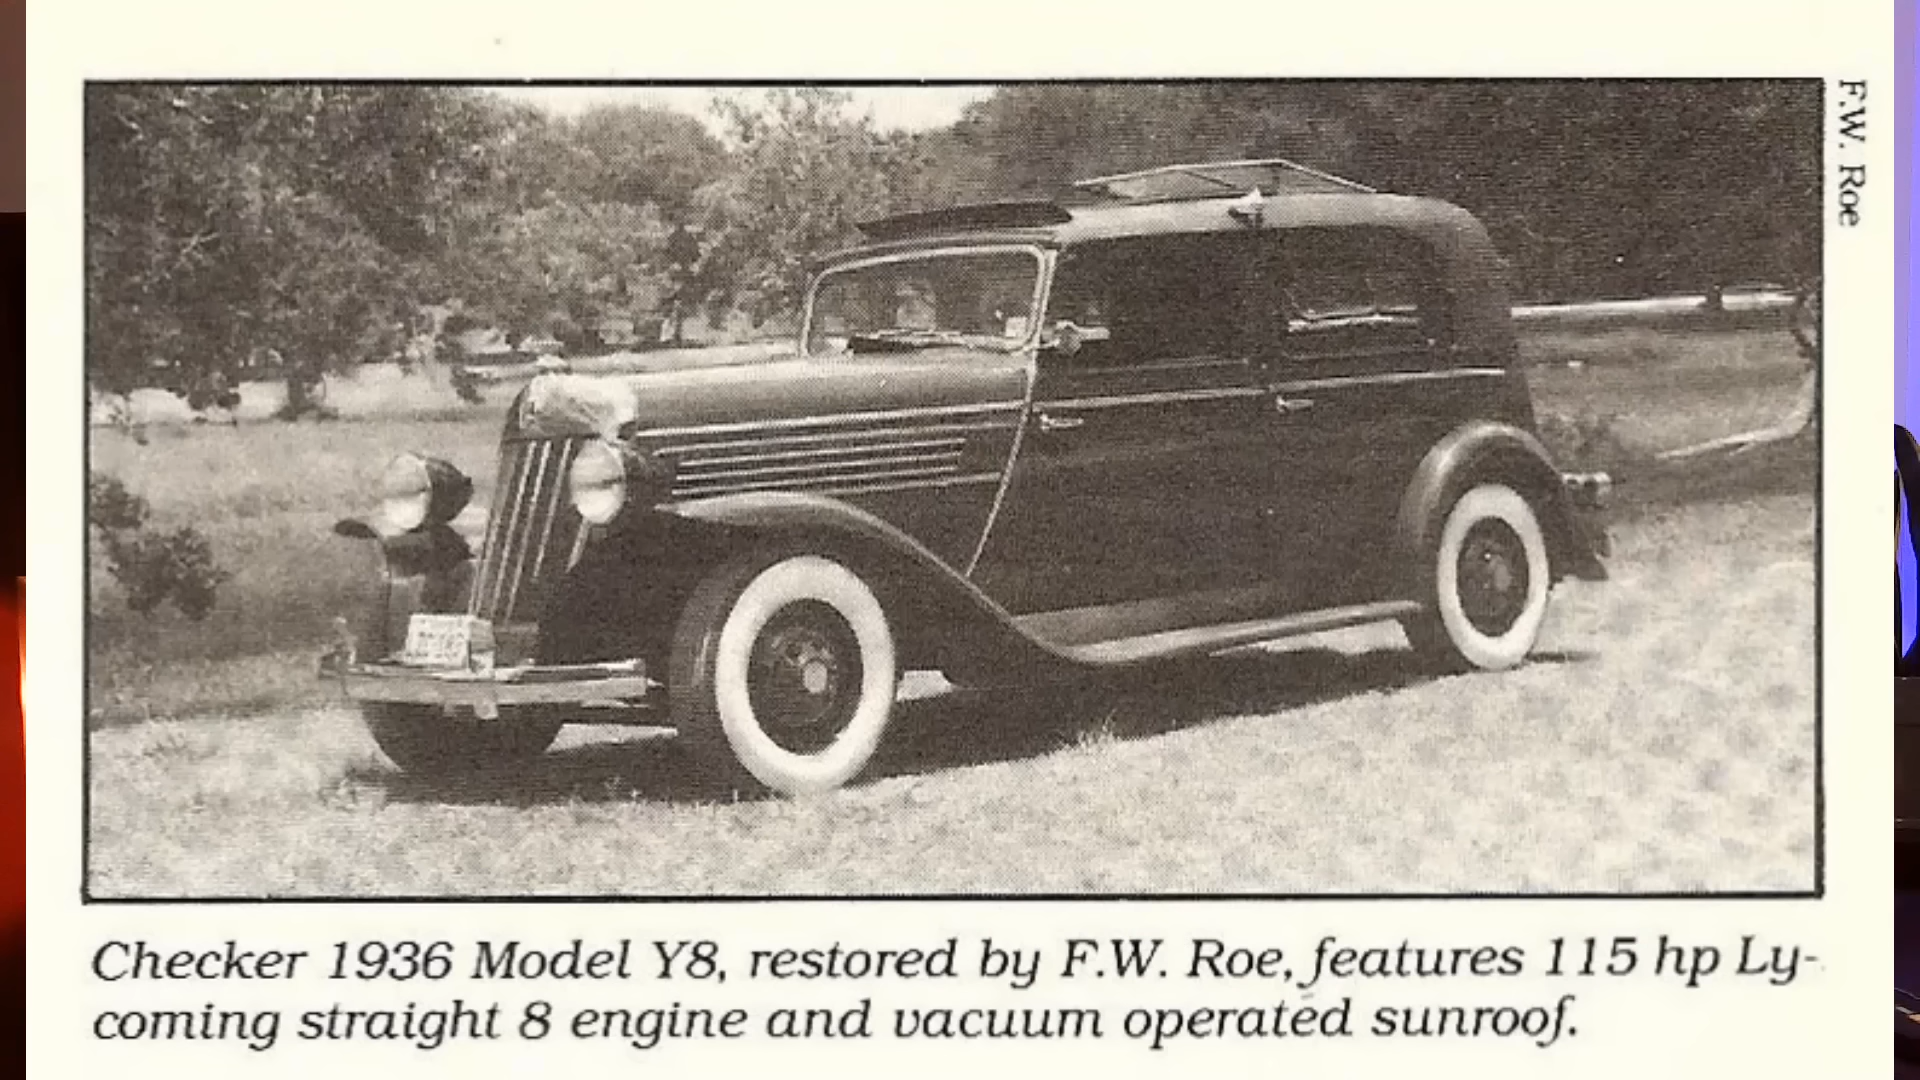 F.W. Roe
Checker 1936 Model Y8, restored by F.W. Roe, features 115 hp Ly-
coming straight 8 engine and vacuum operated sunroof.